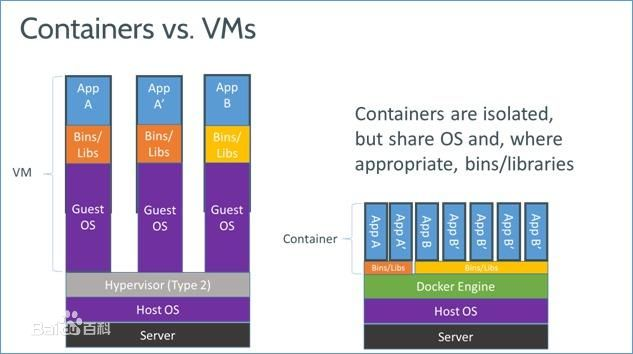 Containers vs. VMs
VM
App
A
App
A'
App
B
Bins/
Libs
Bins/
Libs
Bins/
Libs
Guest
OS
Guest
OS
Guest
OS
Hypervisor (Type 2)
Host OS
Server
Containers are isolated,
but share OS and, where
appropriate, bins/libraries
Container
App A
App A'
App B
App B'
App B'
App B'
App B'
Bins/Libs
Bins/Libs
Docker Engine
Host OS
Server
Baidu百科